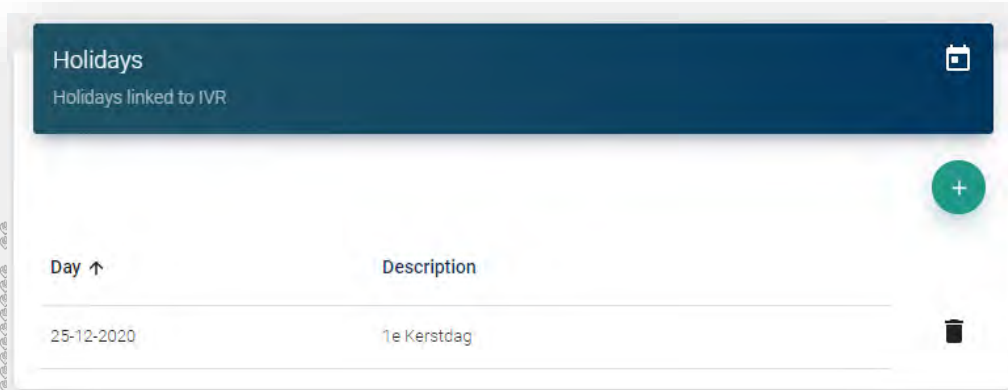 Holidays
Holidays linked to IVR
Day ↑ Description
25-12-2020 1e Kerstdag